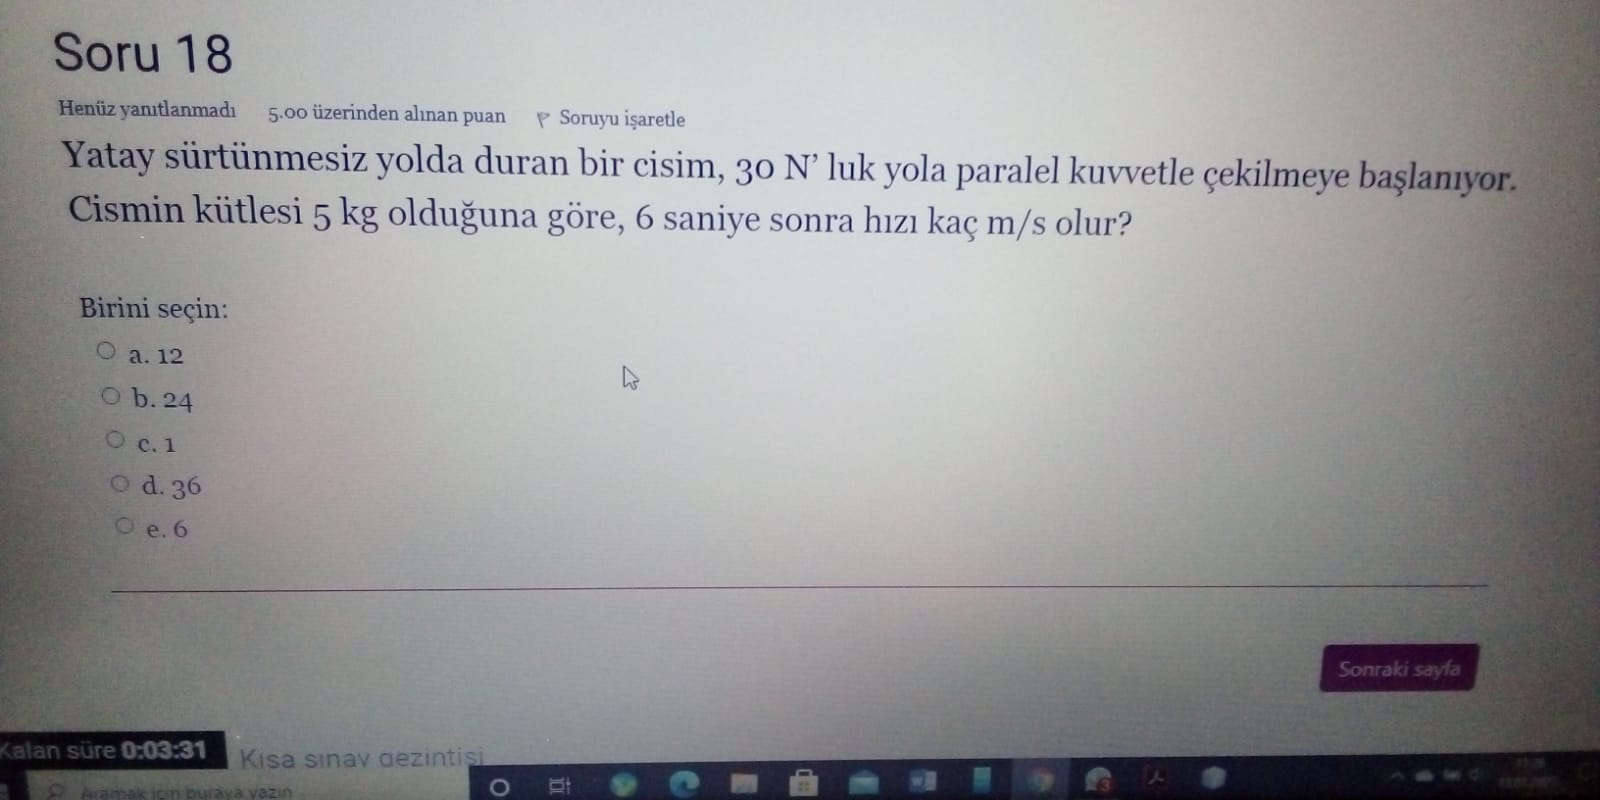 Soru 18
Henüz yanıtlanmadı 5.00 üzerinden alınan puan Soruyu işaretle
Yatay sürtünmesiz yolda duran bir cisim, 30 N' luk yola paralel kuvvetle çekilmeye başlanıyor.
Cismin kütlesi 5 kg olduğuna göre, 6 saniye sonra hızı kaç m/s olur?
Birini seçin:
a. 12
b. 24
c. 1
d. 36
e. 6
Sonraki sayfa
Kalan süre 0:03:31
Kısa sınav gezintisi
Aramak için buraya yazın